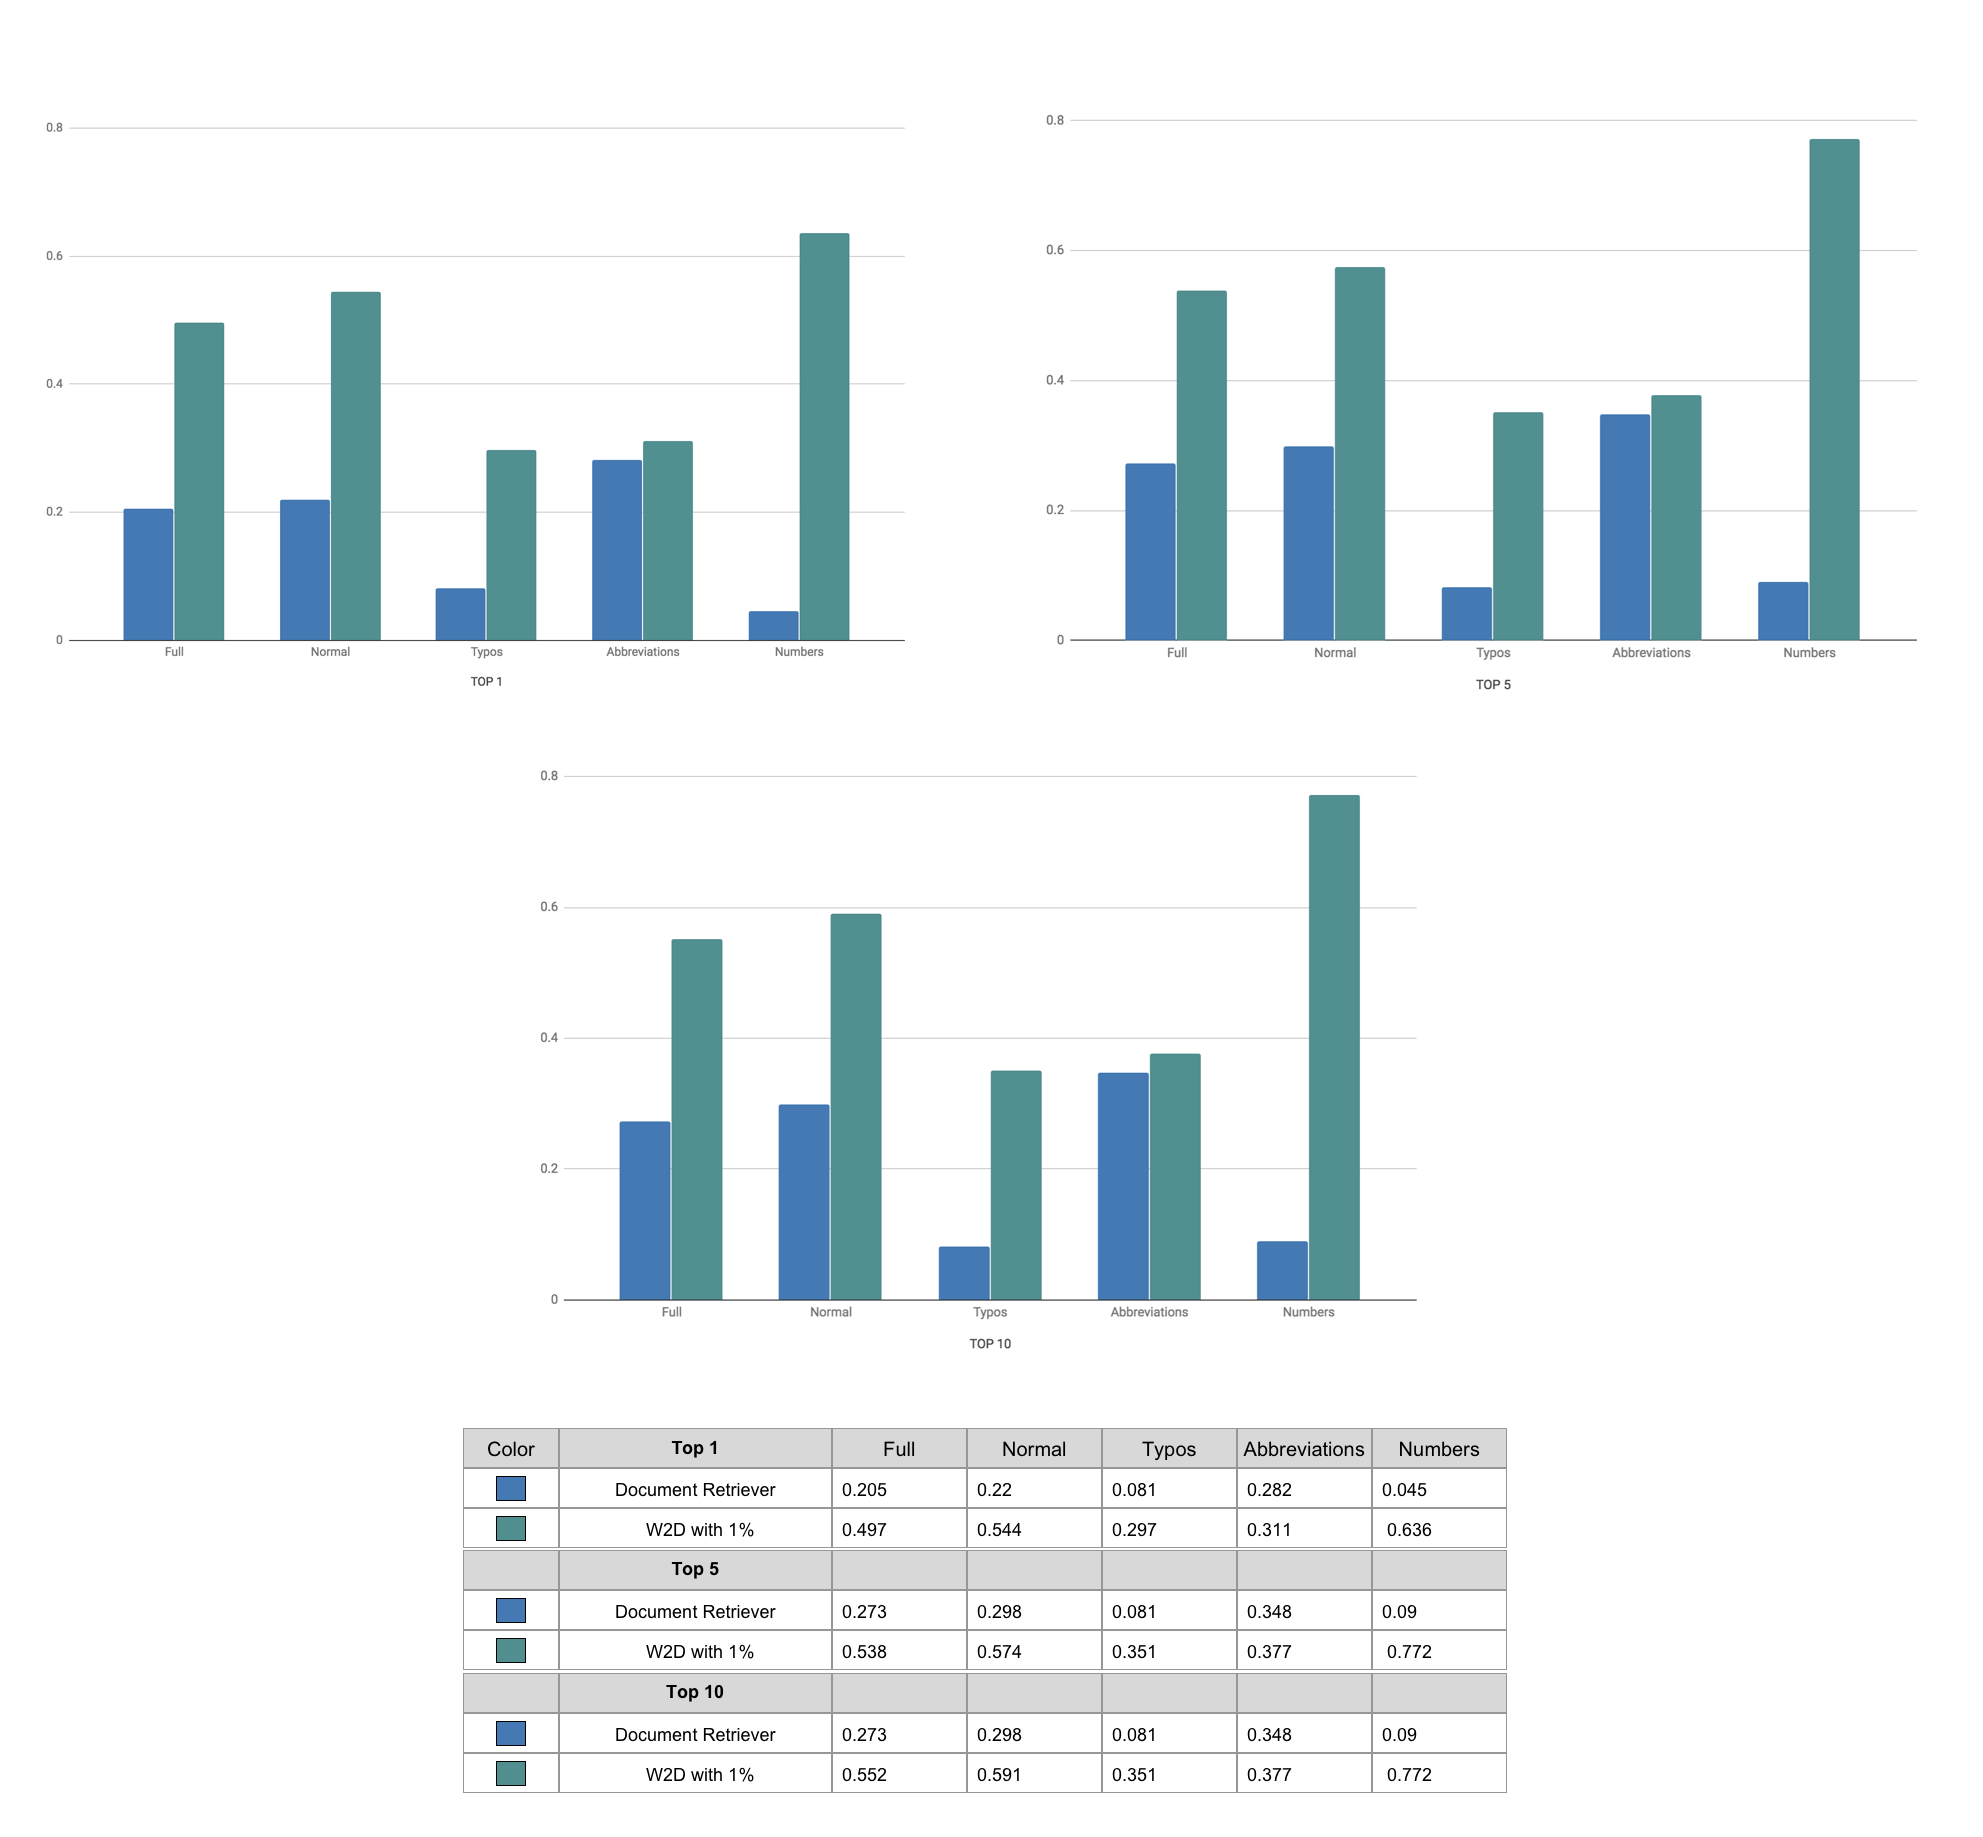 0.8
0.6
0.4
0.2
0
Full Normal Typos Abbreviations Numbers
TOP 1
0.8
0.6
0.4
0.2
0
Full Normal Typos Abbreviations Numbers
TOP 5
0.8
0.6
0.4
0.2
0
Full Normal Typos Abbreviations Numbers
TOP 10
Color Top 1 Full Normal Typos Abbreviations Numbers
Document Retriever 0.205 0.22 0.081 0.282 0.045
W2D with 1% 0.497 0.544 0.297 0.311 0.636
Top 5
Document Retriever 0.273 0.298 0.081 0.348 0.09
W2D with 1% 0.538 0.574 0.351 0.377 0.772
Top 10
Document Retriever 0.273 0.298 0.081 0.348 0.09
W2D with 1% 0.552 0.591 0.351 0.377 0.772